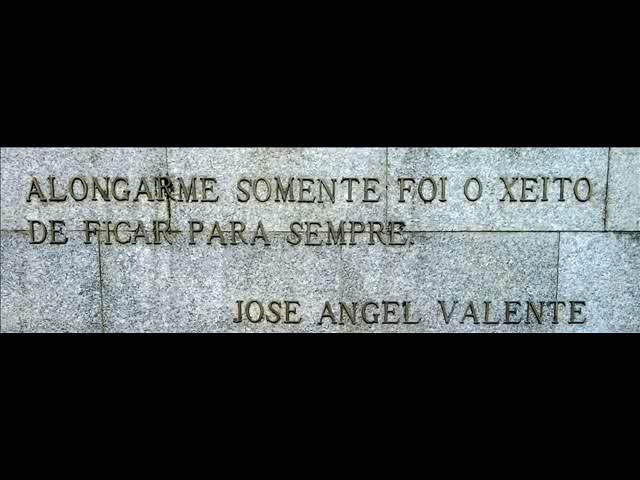 ALONGARME SOMENTE FOI O XEITO
DE FICAR PARA SEMPRE.
JOSE ANGEL VALENTE